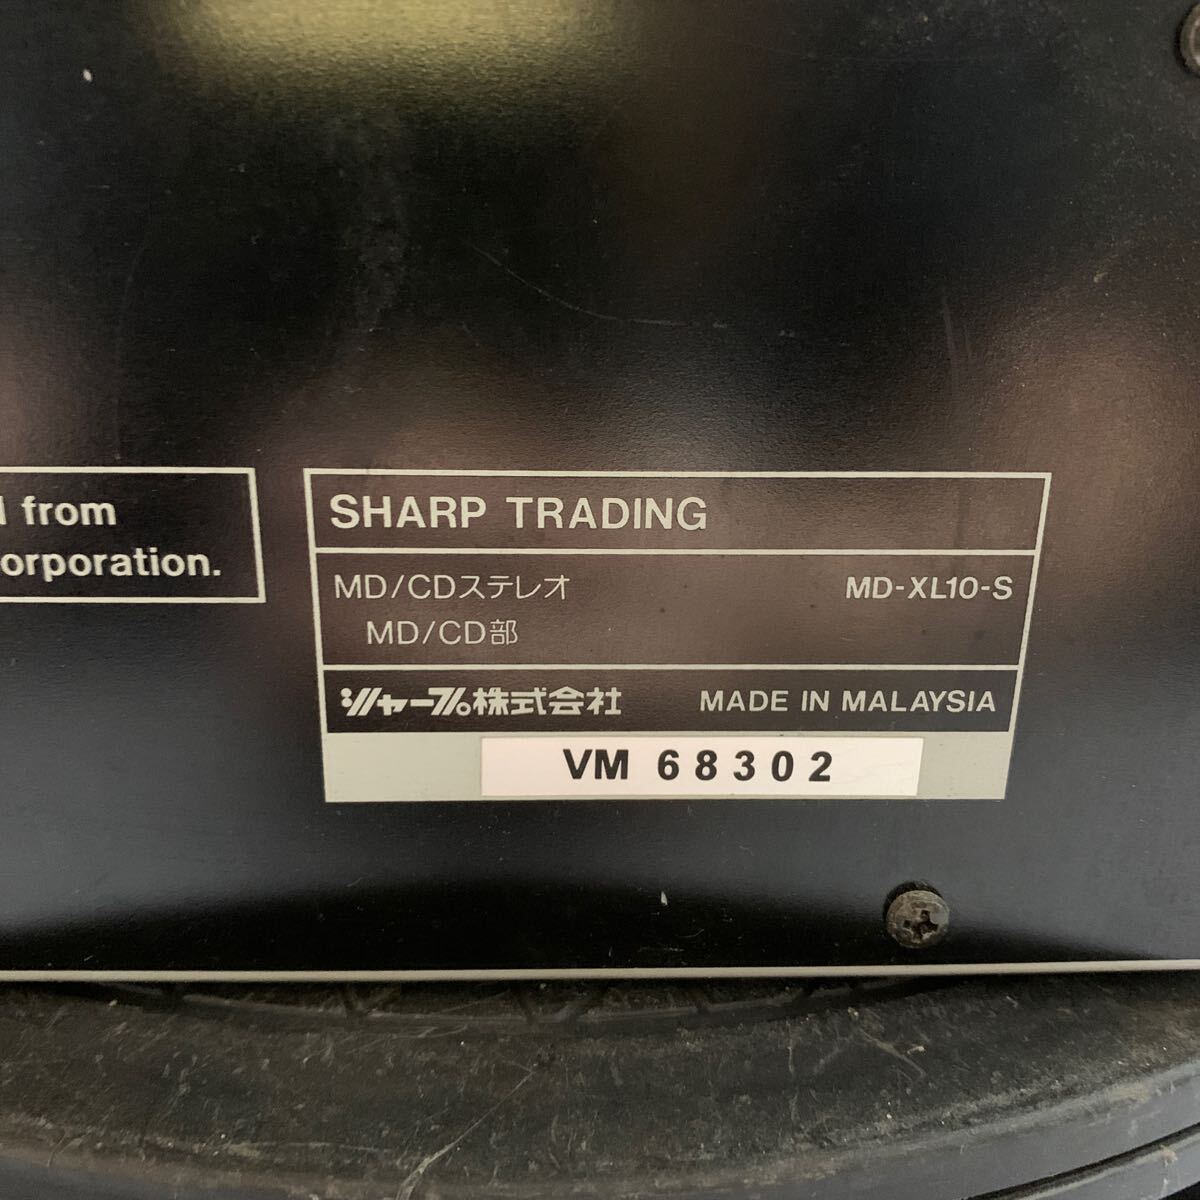 from
orporation.
SHARP TRADING
MD/CDステレオ MD-XL10-S
MD/CD部
シャープ株式会社 MADE IN MALAYSIA
VM 68302